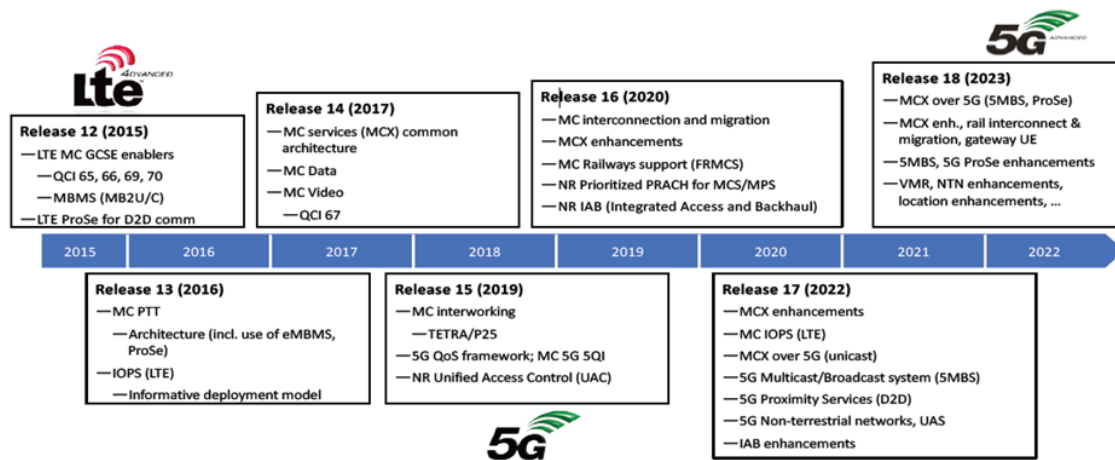 4DVANCED
Lte
5G
ADVANCED
Release 12 (2015)
—LTE MC GCSE enablers
—QCI 65, 66, 69, 70
—MBMS (MB2U/C)
—LTE ProSe for D2D comm
Release 14 (2017)
—MC services (MCX) common
architecture
—MC Data
—MC Video
—QCI 67
Release 16 (2020)
—MC interconnection and migration
—MCX enhancements
—MC Railways support (FRMCS)
—NR Prioritized PRACH for MCS/MPS
—NR IAB (Integrated Access and Backhaul)
Release 18 (2023)
—MCX over 5G (5MBS, ProSe)
—MCX enh., rail interconnect &
migration, gateway UE
—5MBS, 5G ProSe enhancements
—VMR, NTN enhancements,
location enhancements, ...
2015 2016 2017 2018 2019 2020 2021 2022
Release 13 (2016)
—MC PTT
—Architecture (incl. use of eMBMS,
ProSe)
—IOPS (LTE)
—Informative deployment model
Release 15 (2019)
—MC interworking
—TETRA/P25
—5G QoS framework; MC 5G 5QI
—NR Unified Access Control (UAC)
Release 17 (2022)
—MCX enhancements
—MC IOPS (LTE)
—MCX over 5G (unicast)
—5G Multicast/Broadcast system (5MBS)
—5G Proximity Services (D2D)
—5G Non-terrestrial networks, UAS
—IAB enhancements
5G